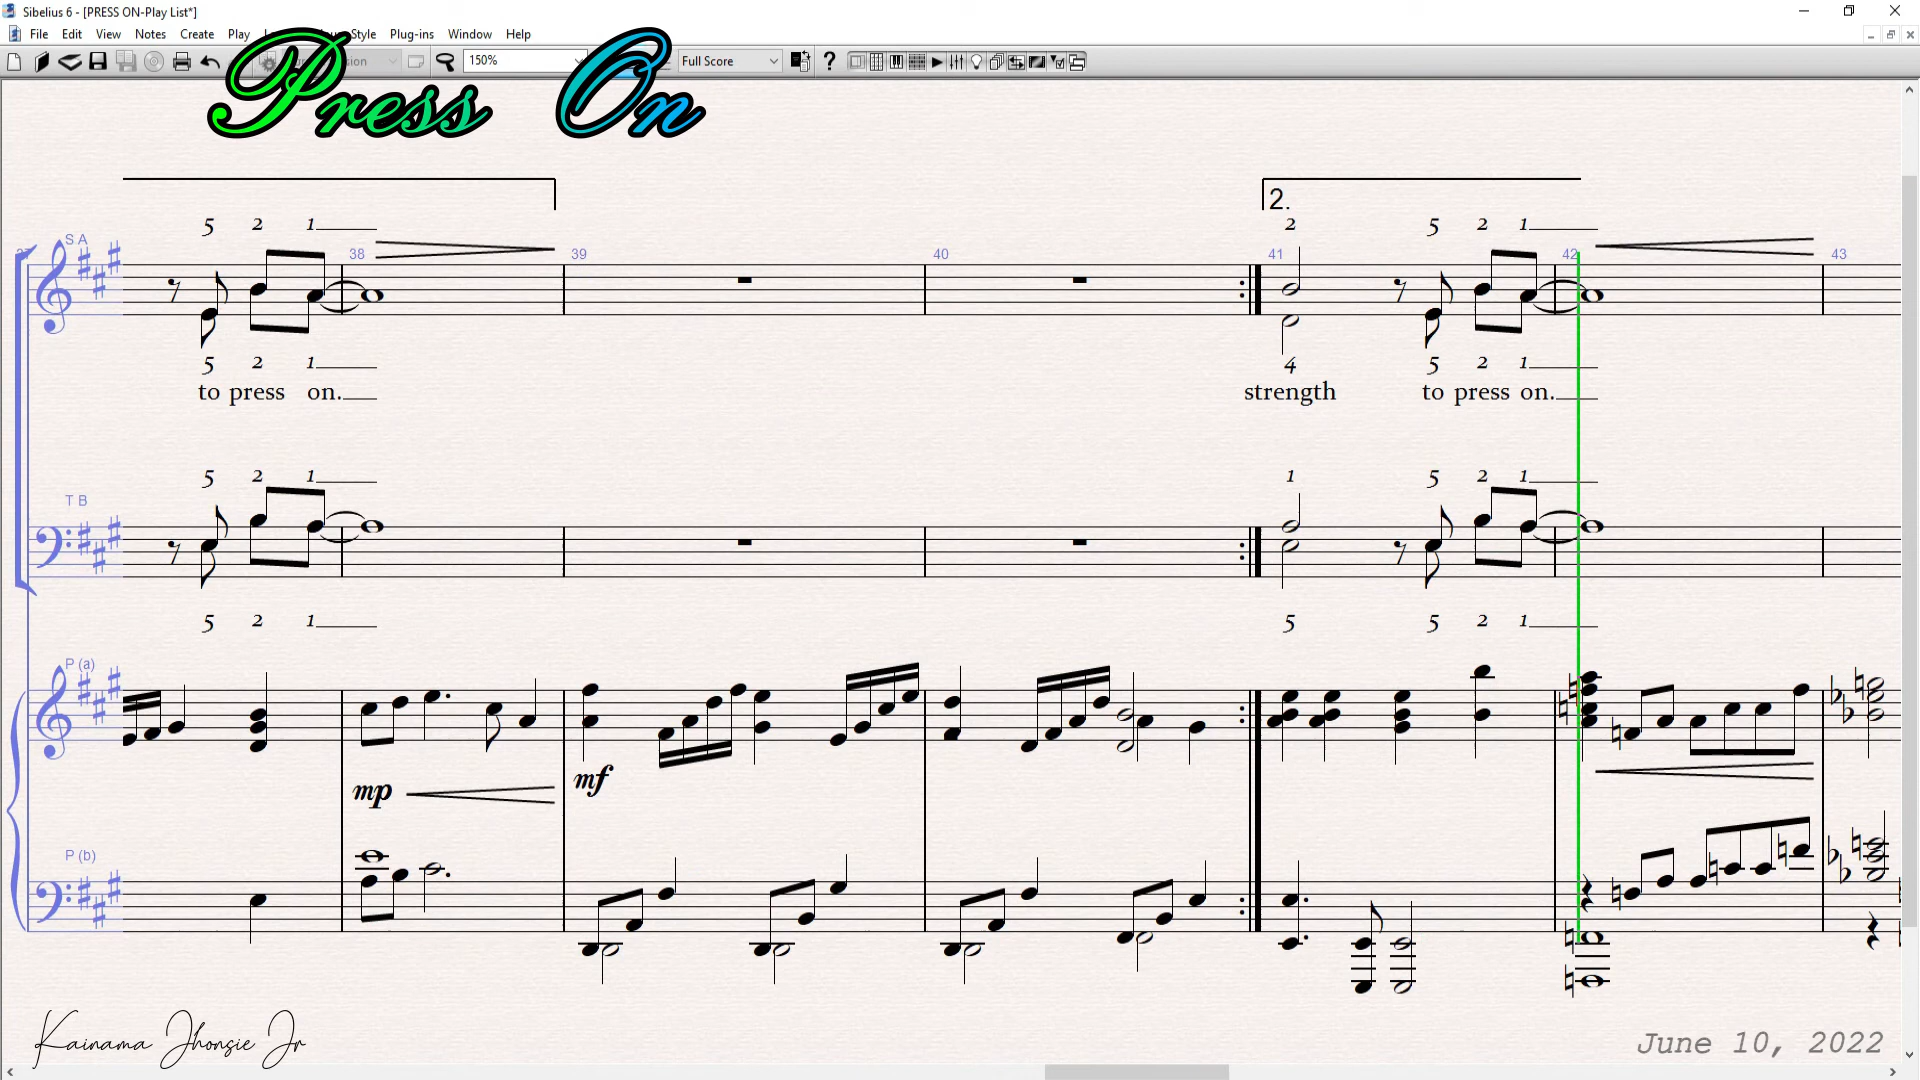 Sibelius 6 - [PRESS ON-Play List*]
File Edit View Notes Create Play Style Plug-ins Window Help
150% Full Score
Press On
2.
5 2 1 2 5 2 1
S A 38 39 40 41 42 43
5 2 1 4 5 2 1
to press on. strength to press on.
5 2 1 1 5 2 1
T B
5 2 1 5 5 2 1
P (a)
mp mf
P (b)
Kainama Jhonsie Jr
June 10, 2022